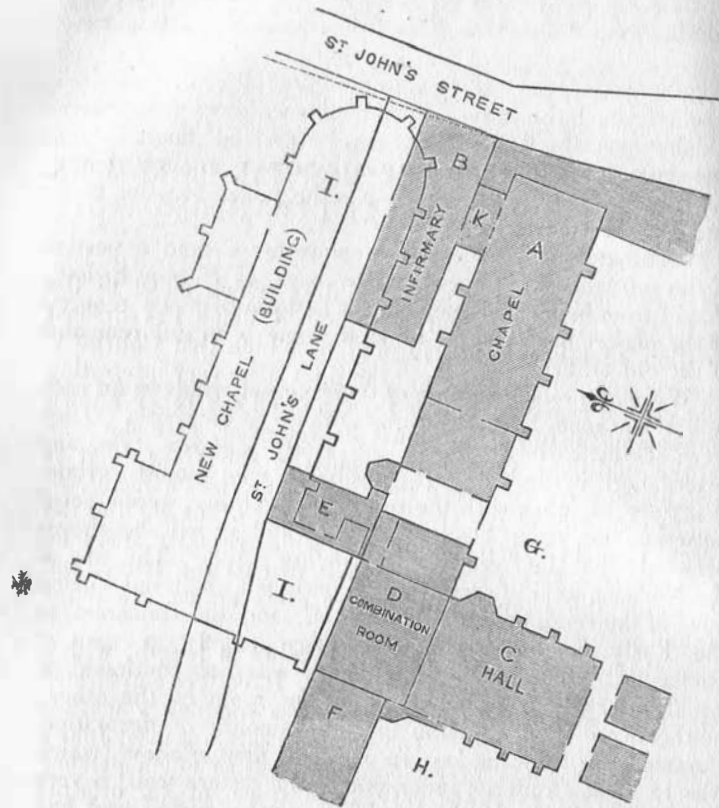 ST JOHN'S STREET
B
I.
K
A
INFIRMARY
CHAPEL
NEW CHAPEL (BUILDING)
ST JOHN'S LANE
E
G.
I.
D
COMBINATION
ROOM
C
HALL
F
H.